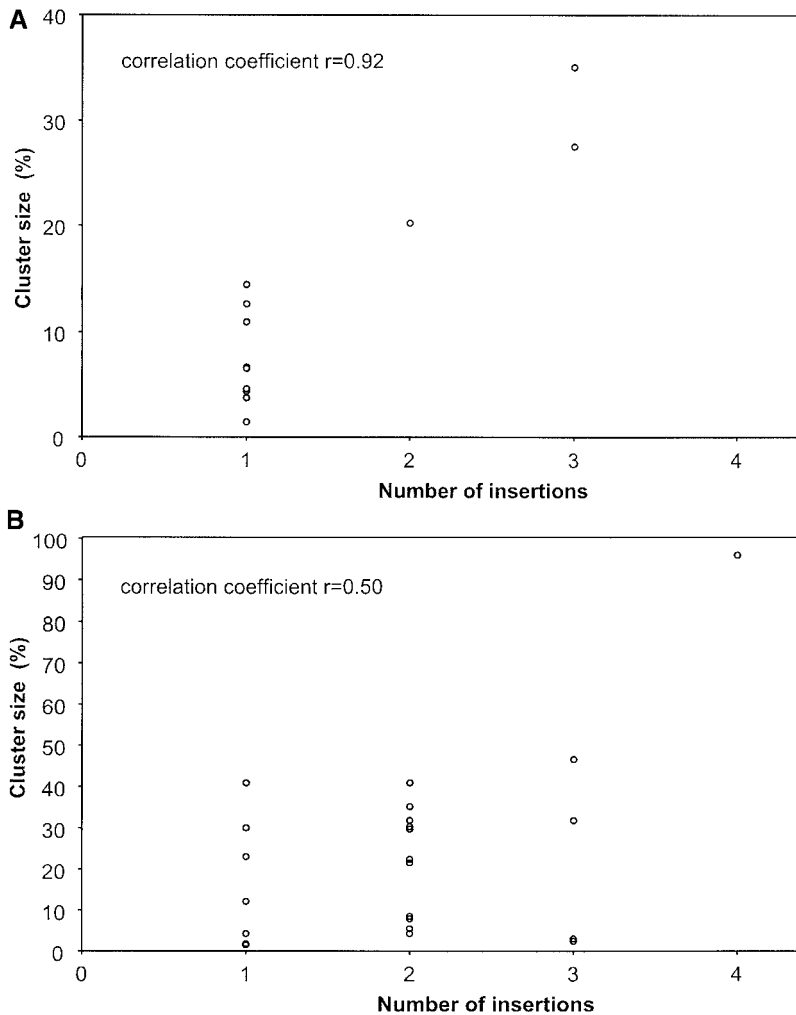 A
40
correlation coefficient r=0.92
30
20
10
0
Cluster size (%)
0 1 2 3 4
Number of insertions
B
100
correlation coefficient r=0.50
90
80
70
60
50
40
30
20
10
0
Cluster size (%)
0 1 2 3 4
Number of insertions